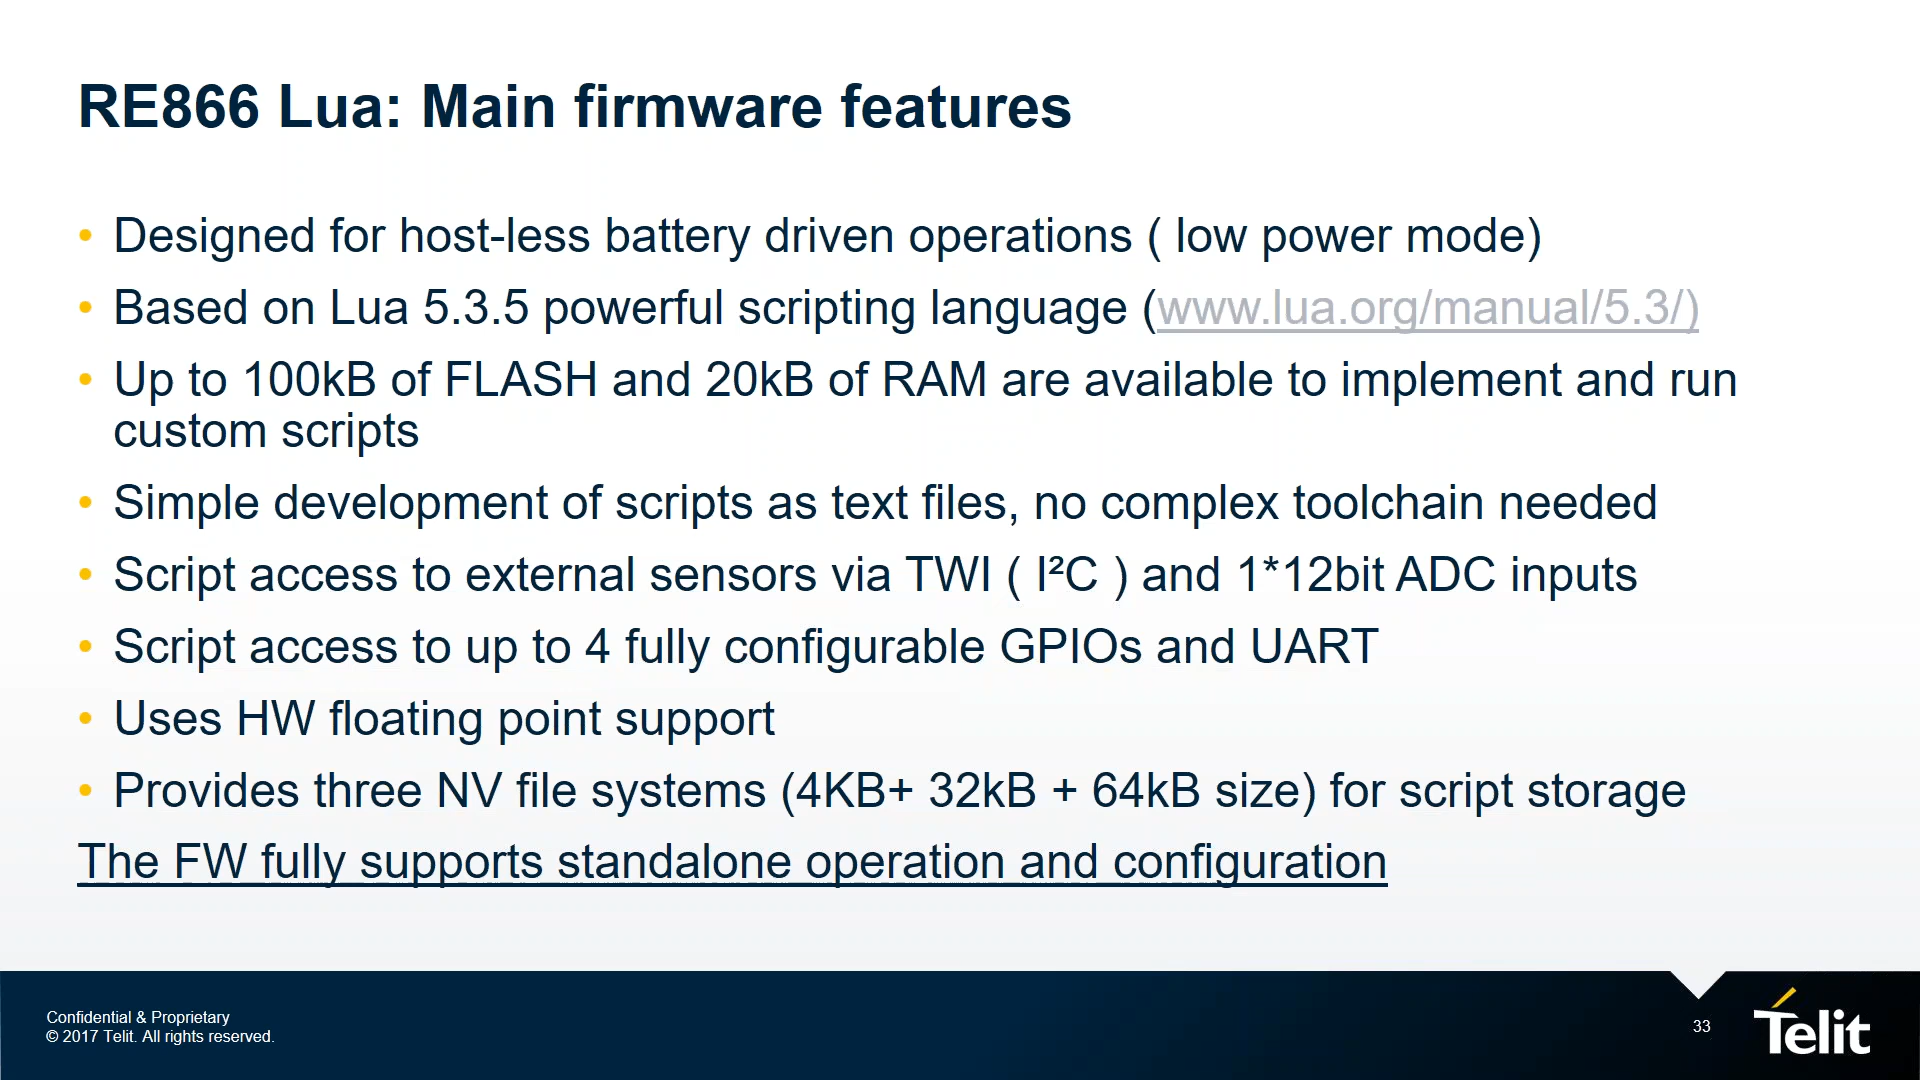 RE866 Lua: Main firmware features
• Designed for host-less battery driven operations ( low power mode)
• Based on Lua 5.3.5 powerful scripting language (www.lua.org/manual/5.3/)
• Up to 100kB of FLASH and 20kB of RAM are available to implement and run
custom scripts
• Simple development of scripts as text files, no complex toolchain needed
• Script access to external sensors via TWI ( I²C ) and 1*12bit ADC inputs
• Script access to up to 4 fully configurable GPIOs and UART
• Uses HW floating point support
• Provides three NV file systems (4KB+ 32kB + 64kB size) for script storage
The FW fully supports standalone operation and configuration
Confidential & Proprietary
© 2017 Telit. All rights reserved.
33
Telit